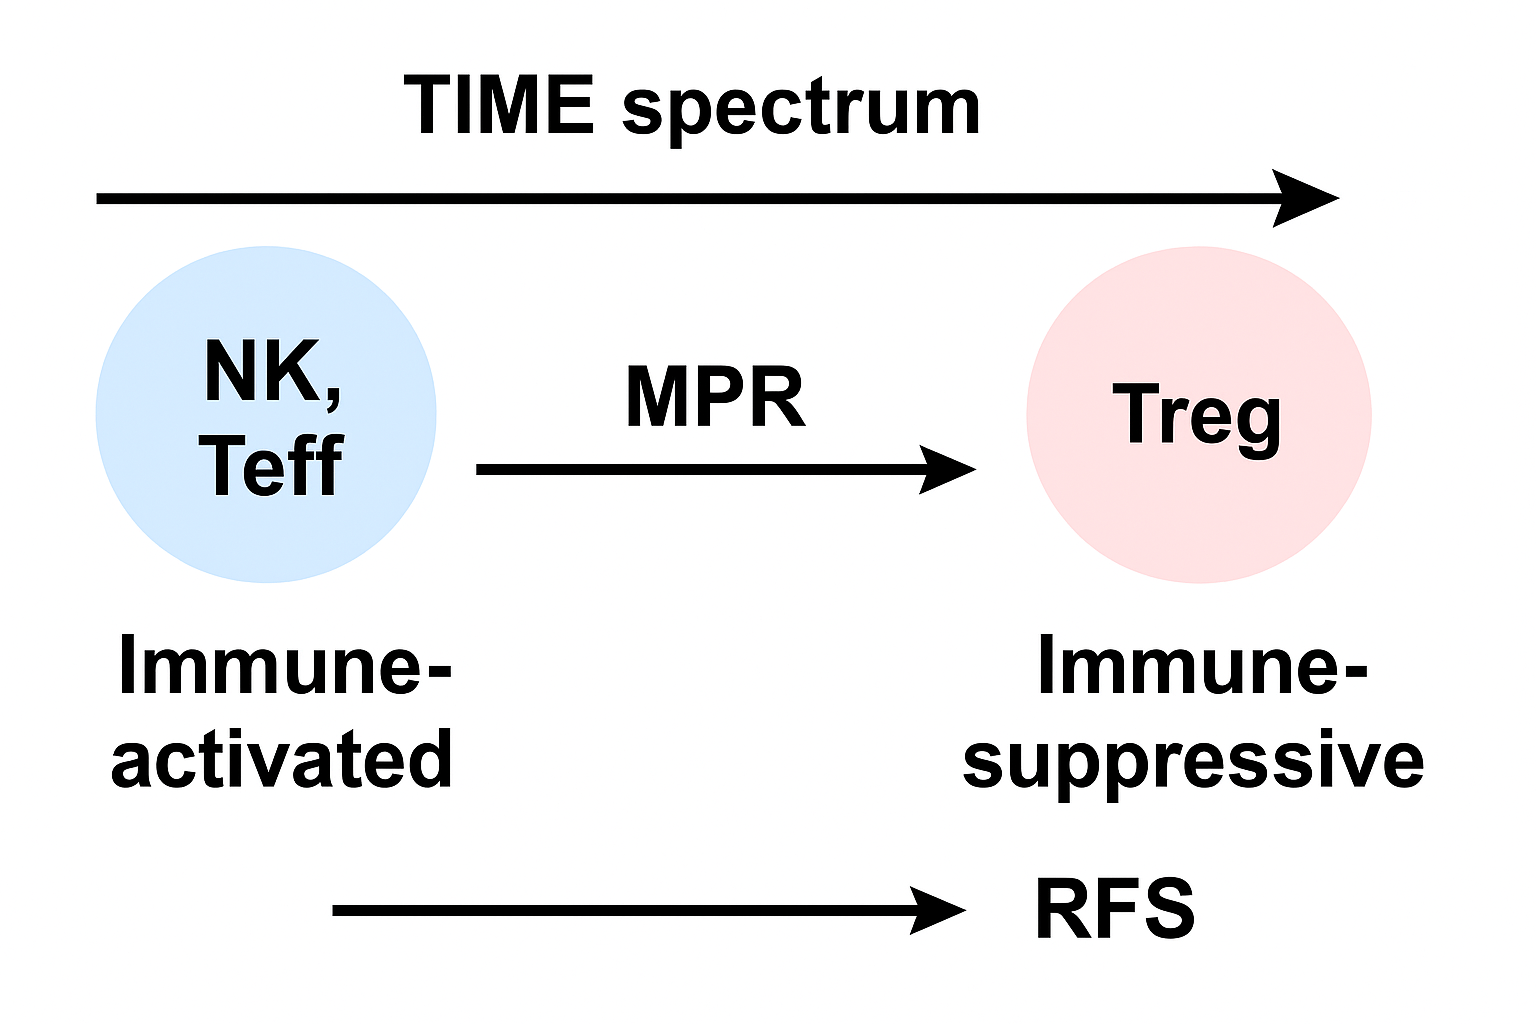 TIME spectrum
NK,
Teff
MPR
Treg
Immune-
activated
Immune-
suppressive
RFS